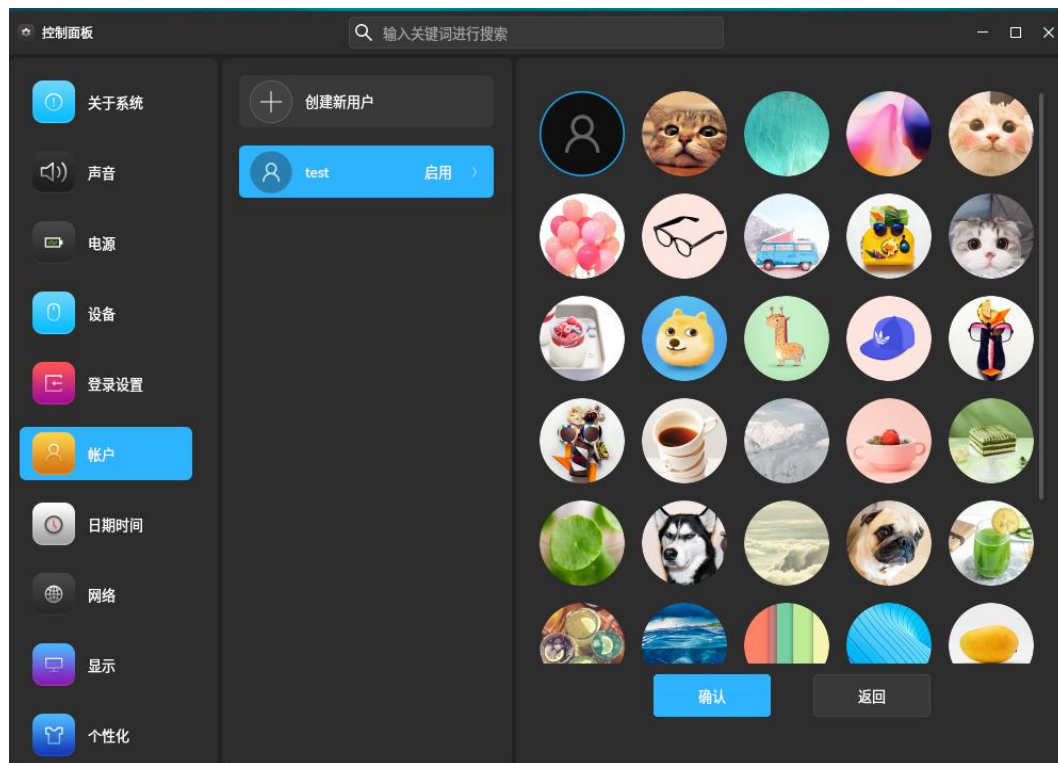 控制面板
输入关键词进行搜索
关于系统
声音
电源
设备
登录设置
帐户
日期时间
网络
显示
个性化
创建新用户
test 启用
确认 返回